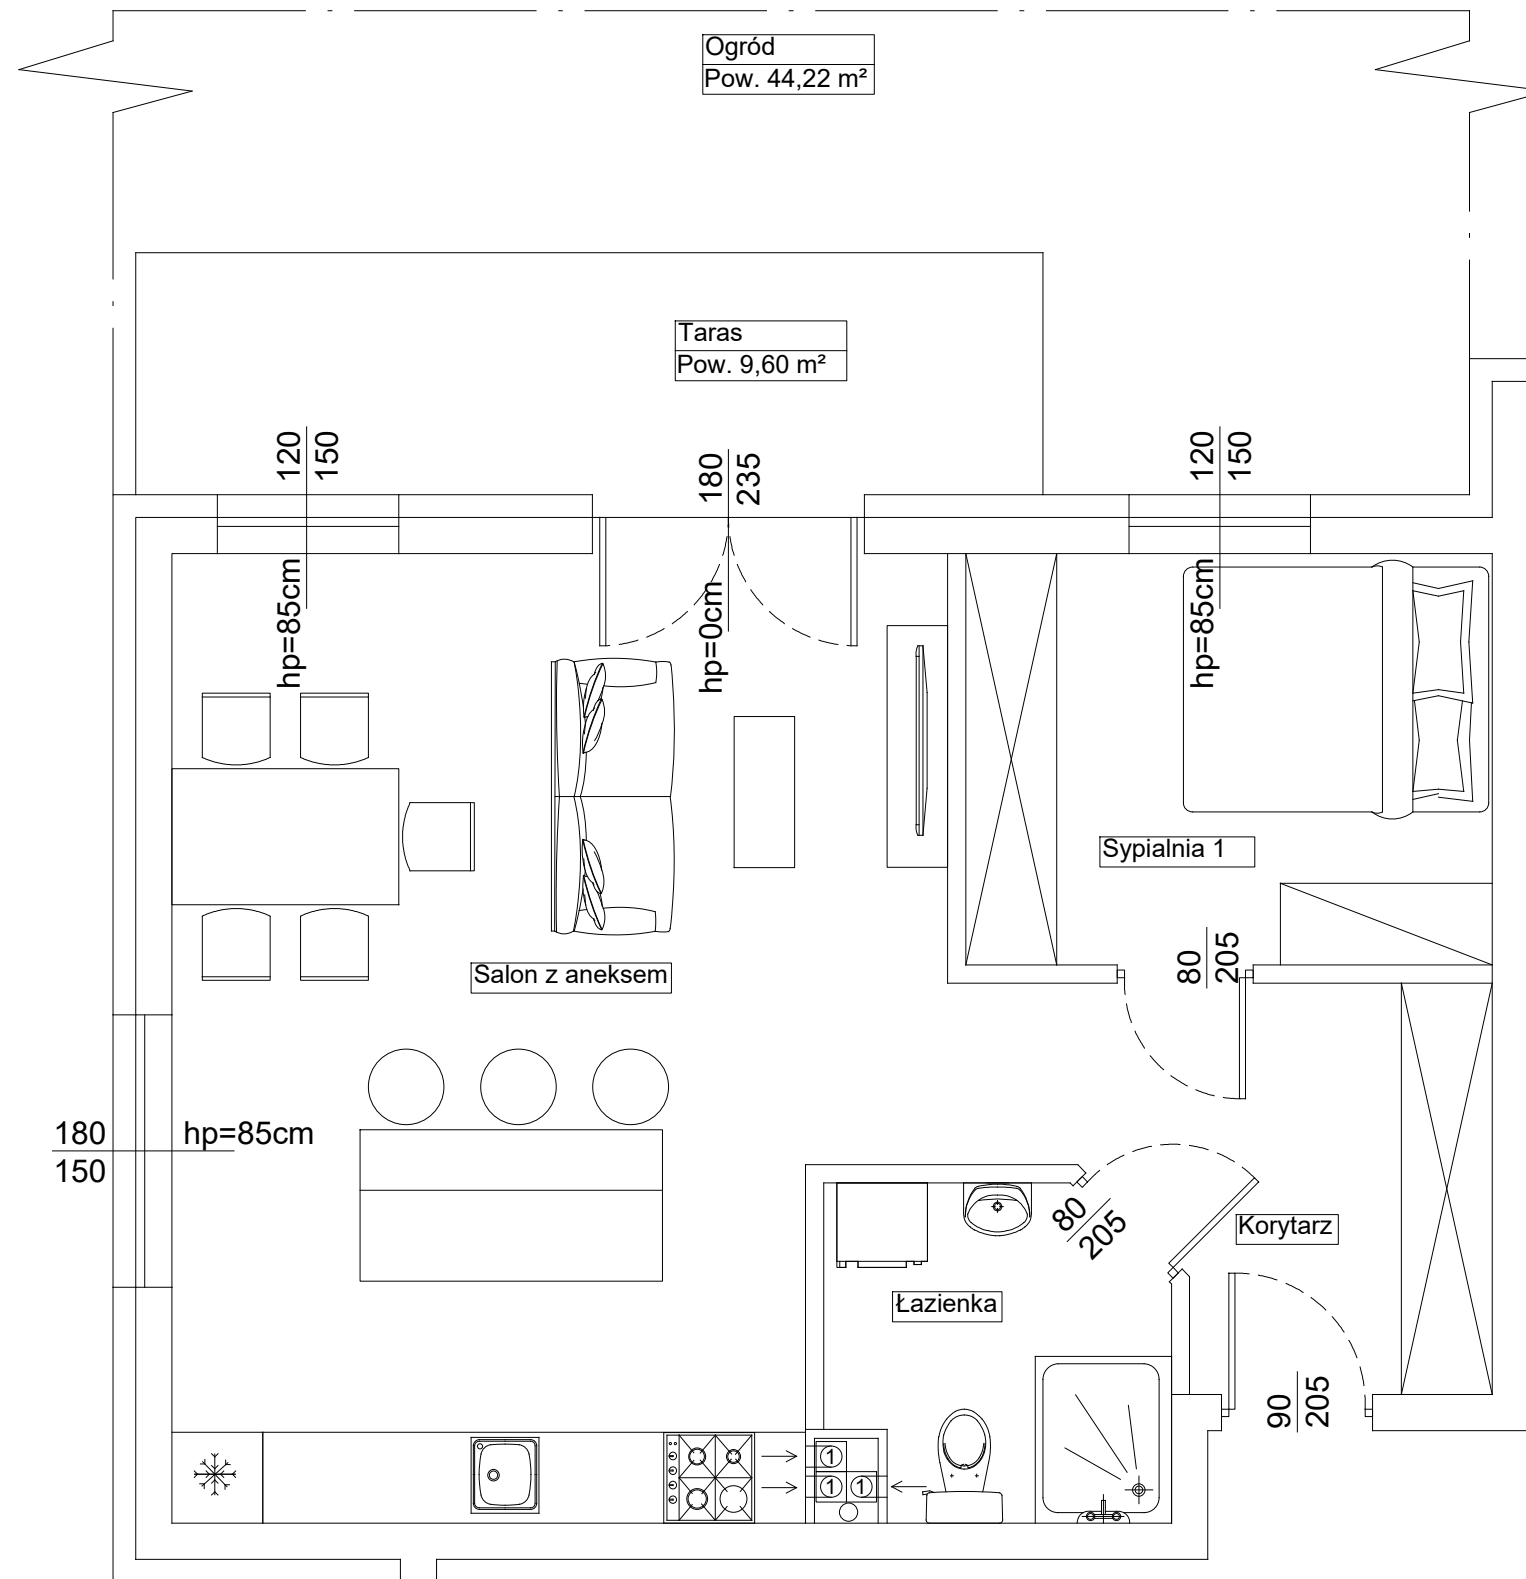 Ogród
Pow. 44,22 m²
Taras
Pow. 9,60 m²
120
150
hp=85cm
180
235
hp=0cm
120
150
hp=85cm
Sypialnia 1
80
205
Salon z aneksem
180
150
hp=85cm
80
205
Korytarz
Łazienka
90
205
1
1
1